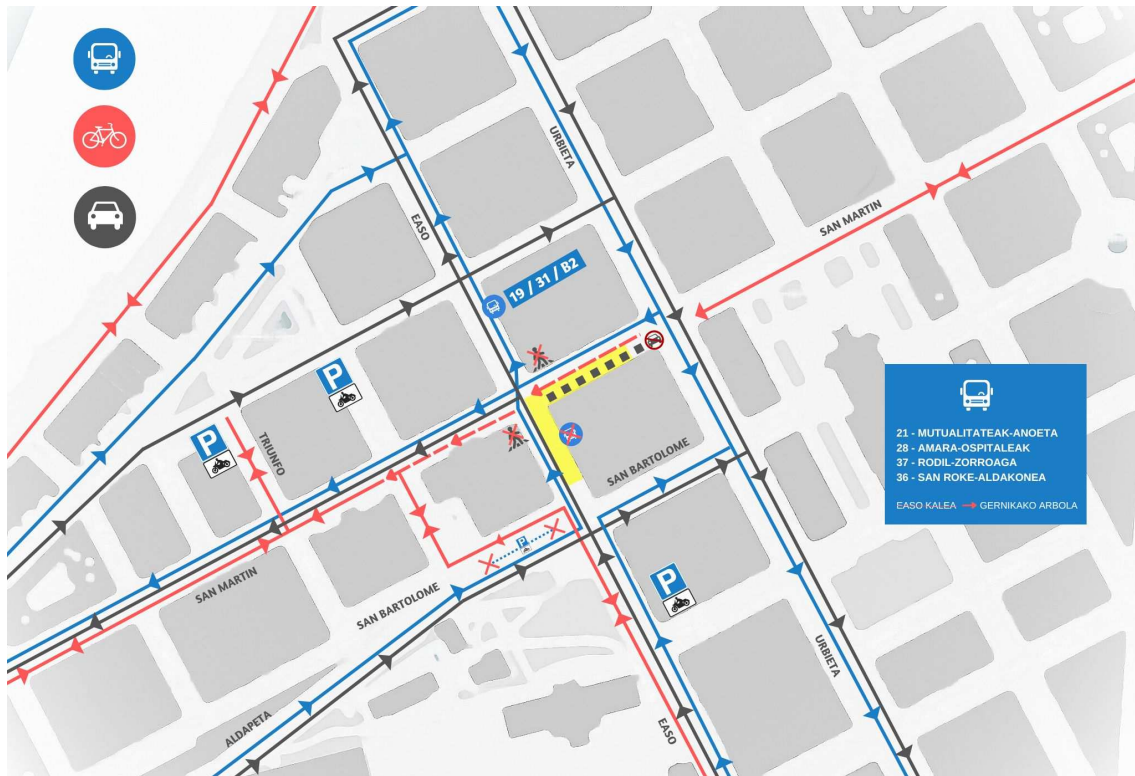 URBIETA
SAN MARTIN
EASO
19 / 31 / B2
P
P
TRIUNFO
SAN BARTOLOME
21 - MUTUALITATEAK-ANOETA
28 - AMARA-OSPITALEAK
37 - RODIL-ZORROAGA
36 - SAN ROKE-ALDAKONEA
EASO KALEA → GERNIKAKO ARBOLA
P
SAN MARTIN
SAN BARTOLOME
P
URBIETA
ALDAPETA
EASO